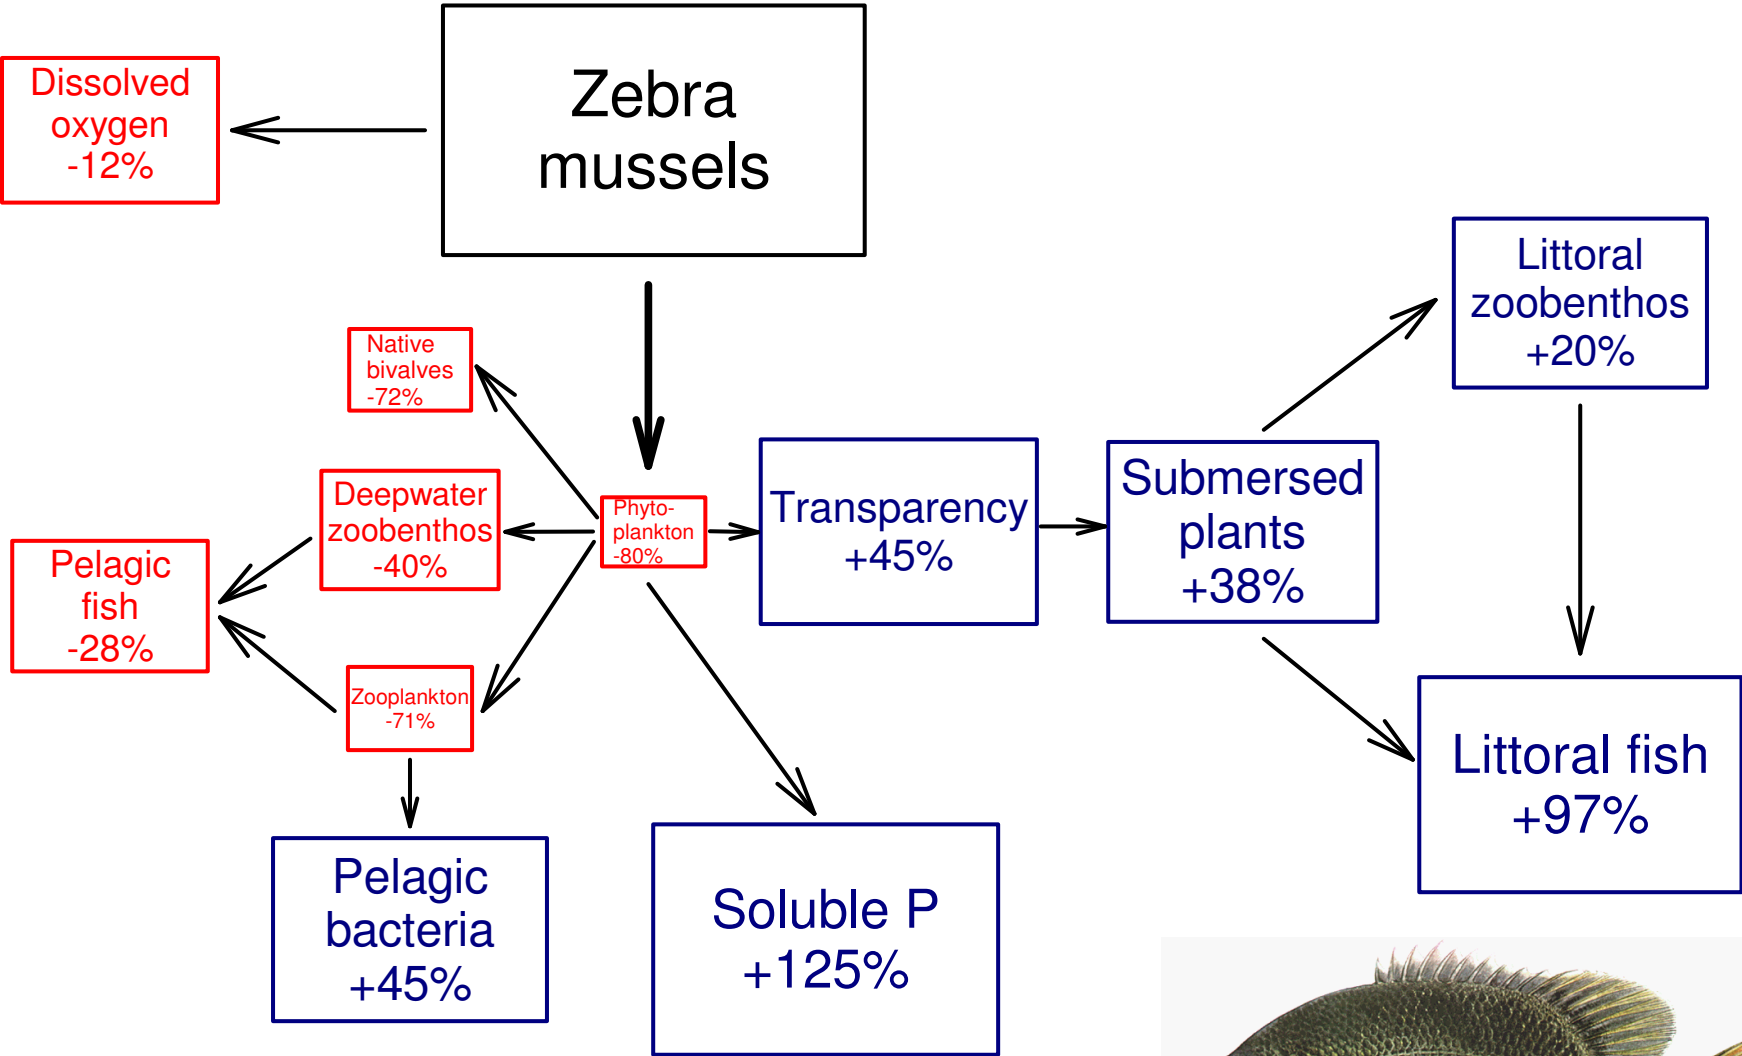 Zebra
mussels
Dissolved
oxygen
-12%
Littoral
zoobenthos
+20%
Native
bivalves
-72%
Deepwater
zoobenthos
-40%
Phyto-
plankton
-80%
Transparency
+45%
Submersed
plants
+38%
Pelagic
fish
-28%
Zooplankton
-71%
Littoral fish
+97%
Pelagic
bacteria
+45%
Soluble P
+125%